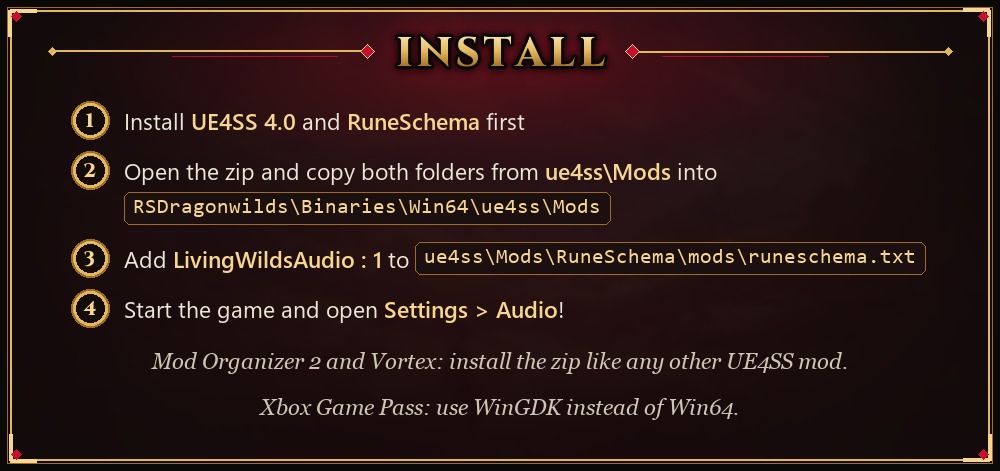 INSTALL
1 Install UE4SS 4.0 and RuneSchema first
2 Open the zip and copy both folders from ue4ss\Mods into
RSDragonwilds\Binaries\Win64\ue4ss\Mods
3 Add LivingWildsAudio : 1 to ue4ss\Mods\RuneSchema\mods\runeschema.txt
4 Start the game and open Settings > Audio!
Mod Organizer 2 and Vortex: install the zip like any other UE4SS mod.
Xbox Game Pass: use WinGDK instead of Win64.